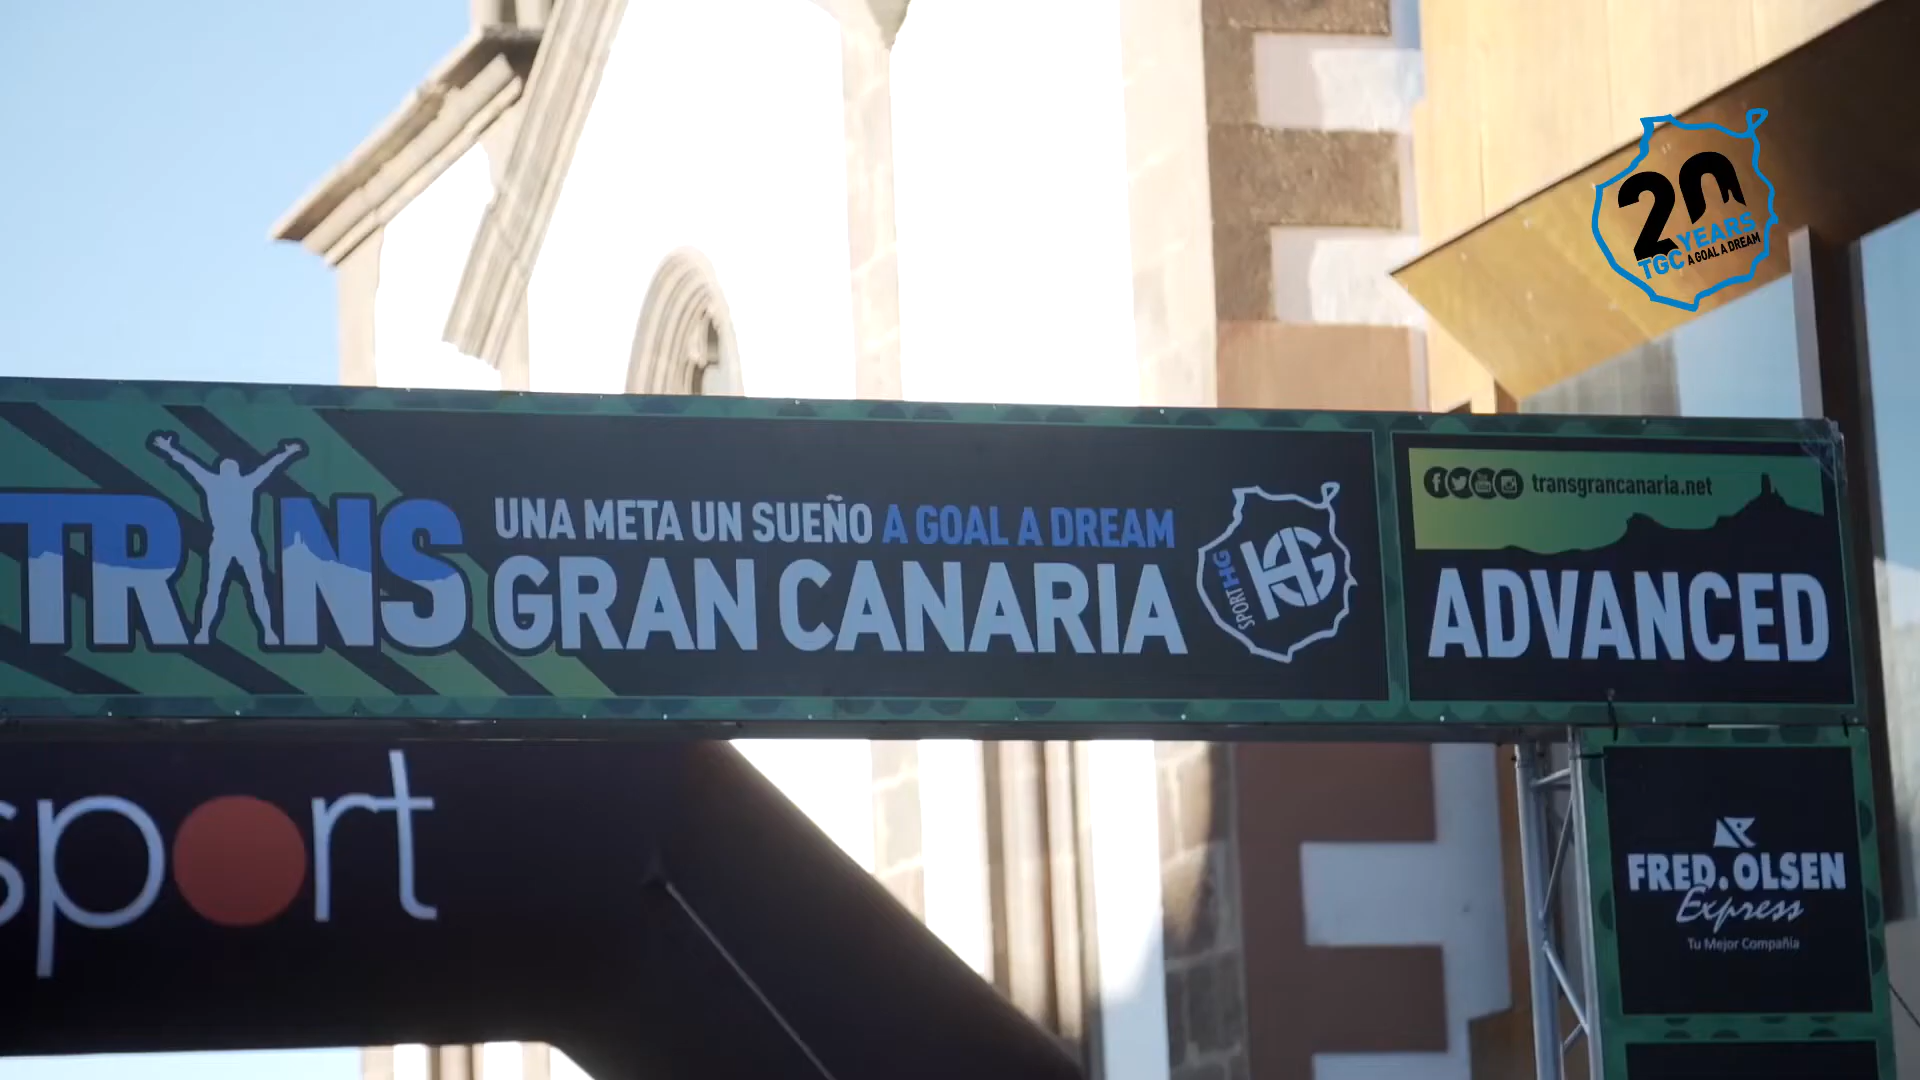 20
YEARS
TGC A GOAL A DREAM
transgrancanaria.net
TRANS
UNA META UN SUEÑO A GOAL A DREAM
GRAN CANARIA
SPORT HG
HG
ADVANCED
sport
FRED. OLSEN
Express
Tu Mejor Compañía